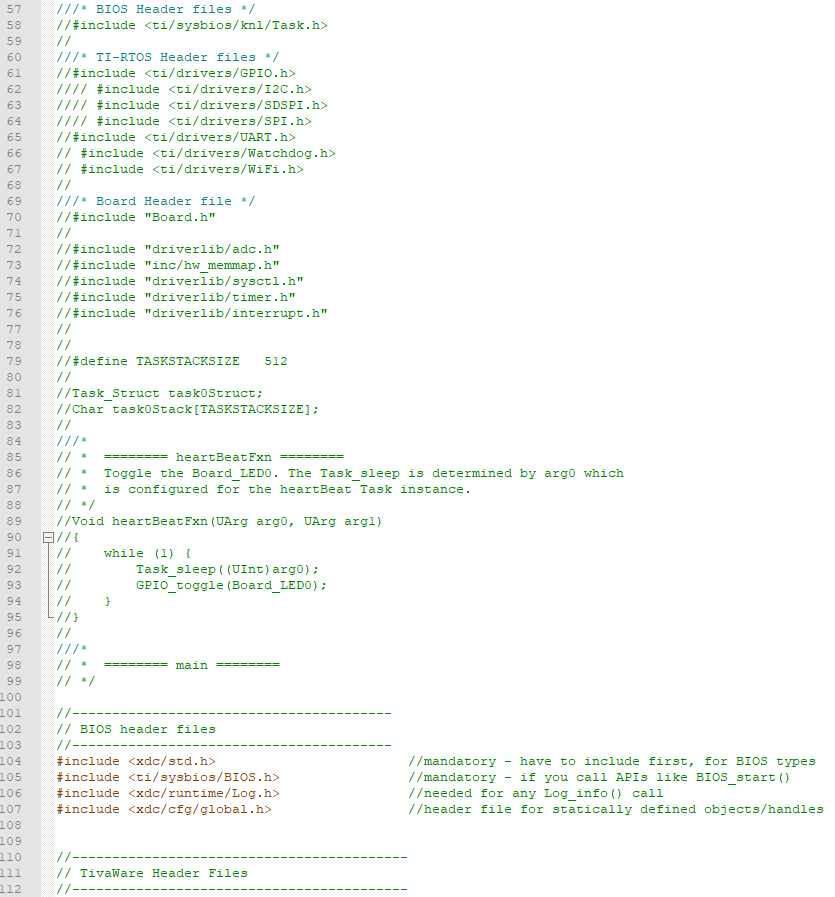 57 ///* BIOS Header files */
58 //#include <ti/sysbios/knl/Task.h>
59 //
60 ///* TI-RTOS Header files */
61 //#include <ti/drivers/GPIO.h>
62 //// #include <ti/drivers/I2C.h>
63 //// #include <ti/drivers/SDSPI.h>
64 //// #include <ti/drivers/SPI.h>
65 //#include <ti/drivers/UART.h>
66 // #include <ti/drivers/Watchdog.h>
67 // #include <ti/drivers/WiFi.h>
68 //
69 ///* Board Header file */
70 //#include "Board.h"
71 //
72 //#include "driverlib/adc.h"
73 //#include "inc/hw_memmap.h"
74 //#include "driverlib/sysctl.h"
75 //#include "driverlib/timer.h"
76 //#include "driverlib/interrupt.h"
77 //
78 //
79 //#define TASKSTACKSIZE   512
80 //
81 //Task_Struct task0Struct;
82 //Char task0Stack[TASKSTACKSIZE];
83 //
84 ///*
85 // *  ======== heartBeatFxn ========
86 // *  Toggle the Board_LED0. The Task_sleep is determined by arg0 which
87 // *  is configured for the heartBeat Task instance.
88 // */
89 //Void heartBeatFxn(UArg arg0, UArg arg1)
90 //{
91 //    while (1) {
92 //        Task_sleep((UInt)arg0);
93 //        GPIO_toggle(Board_LED0);
94 //    }
95 //}
96 //
97 ///*
98 // *  ======== main ========
99 // */
100
101 //----------------------------------------
102 // BIOS header files
103 //----------------------------------------
104 #include <xdc/std.h>                        //mandatory - have to include first, for BIOS types
105 #include <ti/sysbios/BIOS.h>                //mandatory - if you call APIs like BIOS_start()
106 #include <xdc/runtime/Log.h>                //needed for any Log_info() call
107 #include <xdc/cfg/global.h>                 //header file for statically defined objects/handles
108
109
110 //------------------------------------------
111 // TivaWare Header Files
112 //------------------------------------------